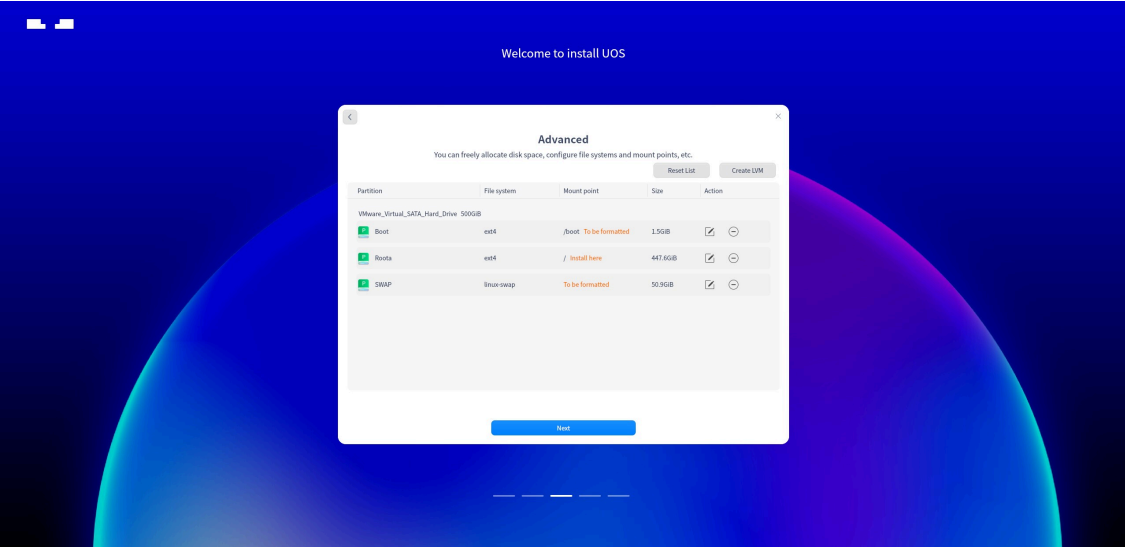 Welcome to install UOS
Advanced
You can freely allocate disk space, configure file systems and mount points, etc.
Reset List Create LVM
Partition File system Mount point Size Action
VMware_Virtual_SATA_Hard_Drive 500GiB
Boot ext4 /boot To be formatted 1.5GiB
Roota ext4 / Install here 447.6GiB
SWAP linux-swap To be formatted 50.9GiB
Next